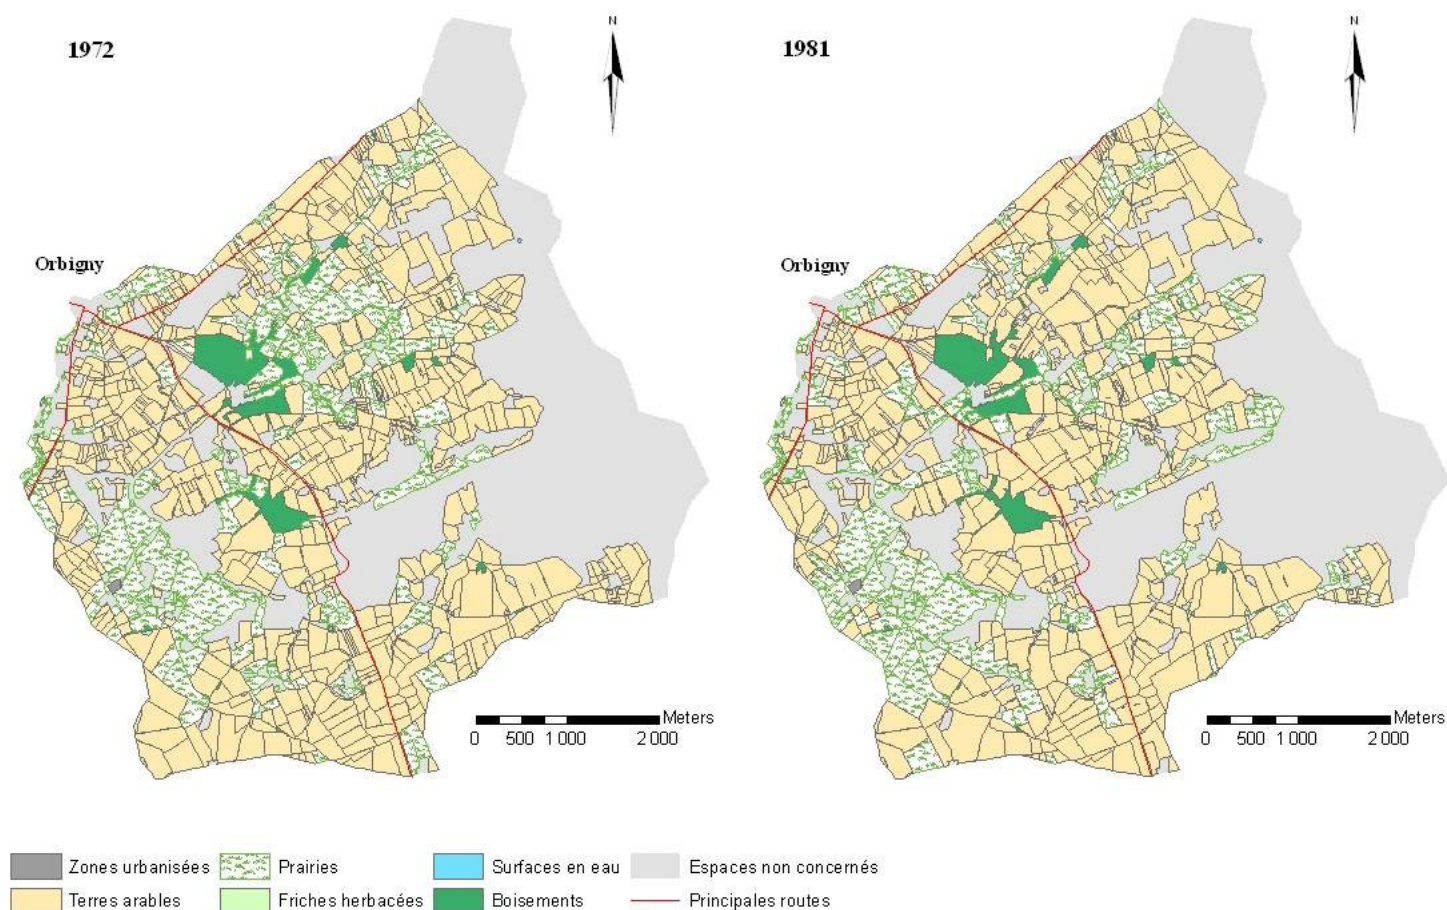 1972
N
1981
N
Orbigny
Orbigny
Meters
0 500 1 000 2 000
Meters
0 500 1 000 2 000
Zones urbanisées Prairies Surfaces en eau Espaces non concernés
Terres arables Friches herbacées Boisements Principales routes